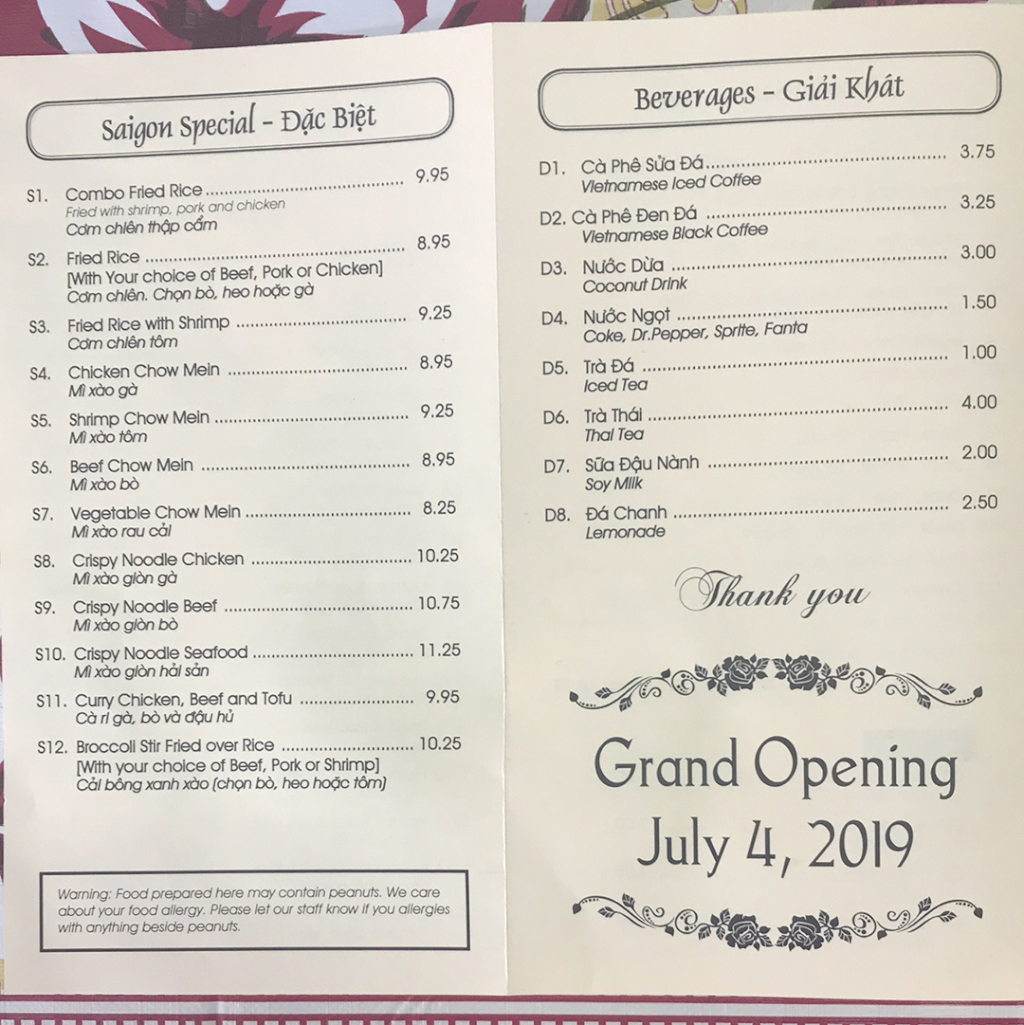 Saigon Special - Đặc Biệt
S1. Combo Fried Rice ........................................ 9.95
Fried with shrimp, pork and chicken
Cơm chiên thập cẩm
S2. Fried Rice ........................................ 8.95
[With Your choice of Beef, Pork or Chicken]
Cơm chiên. Chọn bò, heo hoặc gà
S3. Fried Rice with Shrimp ........................................ 9.25
Cơm chiên tôm
S4. Chicken Chow Mein ........................................ 8.95
Mì xào gà
S5. Shrimp Chow Mein ........................................ 9.25
Mì xào tôm
S6. Beef Chow Mein ........................................ 8.95
Mì xào bò
S7. Vegetable Chow Mein ........................................ 8.25
Mì xào rau cải
S8. Crispy Noodle Chicken ........................................ 10.25
Mì xào giòn gà
S9. Crispy Noodle Beef ........................................ 10.75
Mì xào giòn bò
S10. Crispy Noodle Seafood ........................................ 11.25
Mì xào giòn hải sản
S11. Curry Chicken, Beef and Tofu ............................ 9.95
Cà ri gà, bò và đậu hủ
S12. Broccoli Stir Fried over Rice ............................ 10.25
[With your choice of Beef, Pork or Shrimp]
Cải bông xanh xào (chọn bò, heo hoặc tôm)
Warning: Food prepared here may contain peanuts. We care
about your food allergy. Please let our staff know if you allergies
with anything beside peanuts.
Beverages - Giải Khát
D1. Cà Phê Sửa Đá ........................................ 3.75
Vietnamese Iced Coffee
D2. Cà Phê Đen Đá ........................................ 3.25
Vietnamese Black Coffee
D3. Nước Dừa ........................................ 3.00
Coconut Drink
D4. Nước Ngọt ........................................ 1.50
Coke, Dr.Pepper, Sprite, Fanta
D5. Trà Đá ........................................ 1.00
Iced Tea
D6. Trà Thái ........................................ 4.00
Thai Tea
D7. Sữa Đậu Nành ........................................ 2.00
Soy Milk
D8. Đá Chanh ........................................ 2.50
Lemonade
Thank you
Grand Opening
July 4, 2019